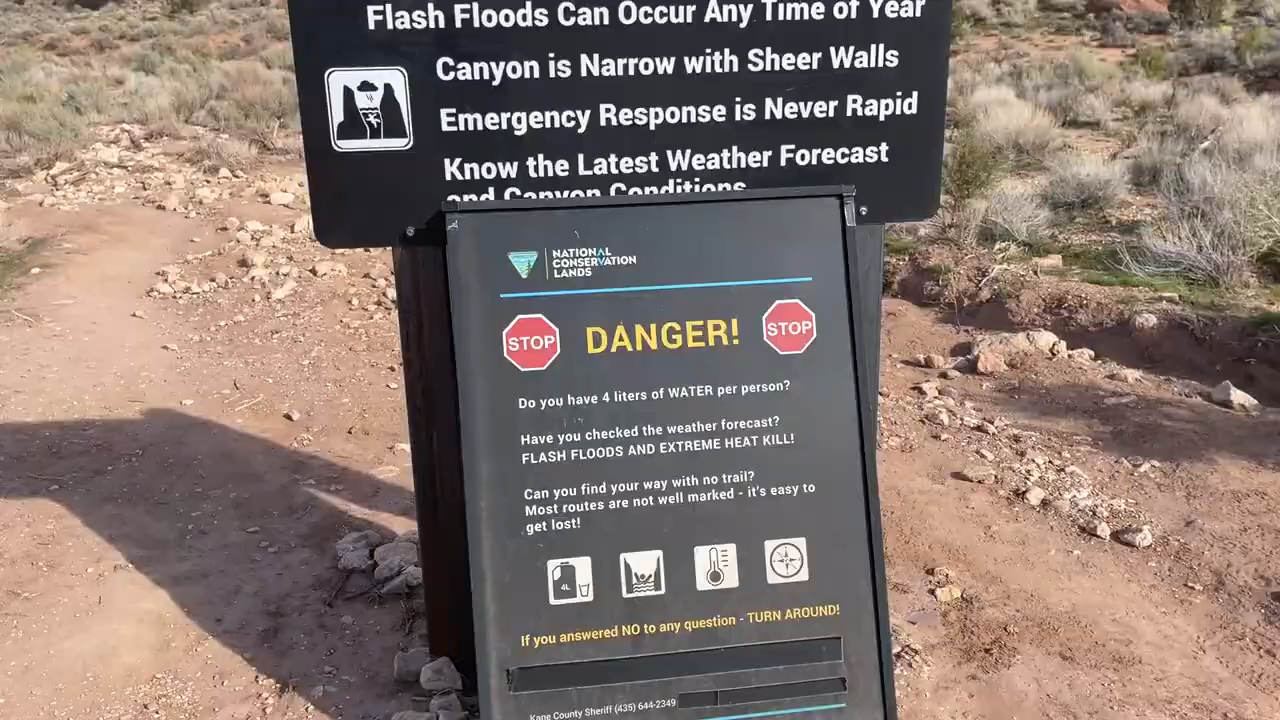 Flash Floods Can Occur Any Time of Year
Canyon is Narrow with Sheer Walls
Emergency Response is Never Rapid
Know the Latest Weather Forecast
and Canyon Conditions
NATIONAL
CONSERVATION
LANDS
STOP DANGER! STOP
Do you have 4 liters of WATER per person?
Have you checked the weather forecast?
FLASH FLOODS AND EXTREME HEAT KILL!
Can you find your way with no trail?
Most routes are not well marked - it's easy to
get lost!
4L
If you answered NO to any question - TURN AROUND!
Kane County Sheriff (435) 644-2349